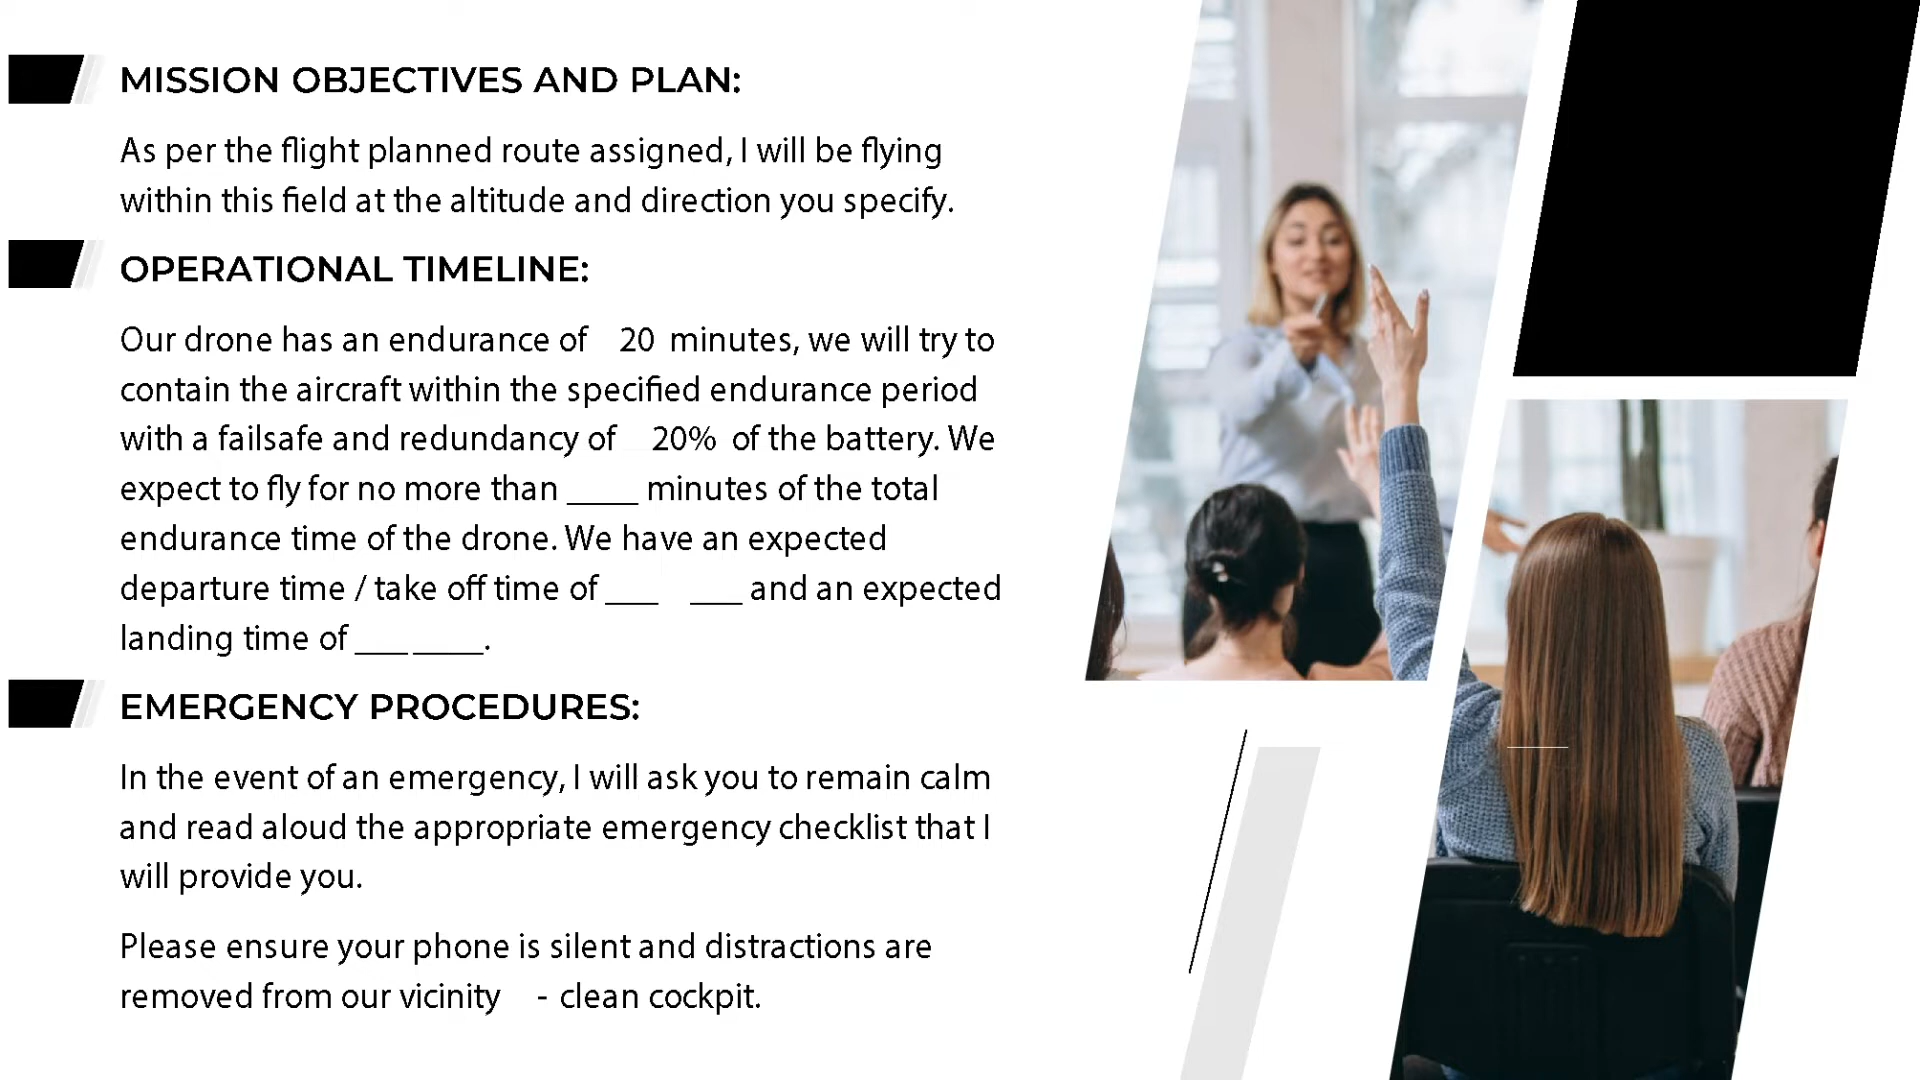 MISSION OBJECTIVES AND PLAN:
As per the flight planned route assigned, I will be flying
within this field at the altitude and direction you specify.
OPERATIONAL TIMELINE:
Our drone has an endurance of 20 minutes, we will try to
contain the aircraft within the specified endurance period
with a failsafe and redundancy of 20% of the battery. We
expect to fly for no more than ____ minutes of the total
endurance time of the drone. We have an expected
departure time / take off time of ___ ___ and an expected
landing time of ___ ____.
EMERGENCY PROCEDURES:
In the event of an emergency, I will ask you to remain calm
and read aloud the appropriate emergency checklist that I
will provide you.
Please ensure your phone is silent and distractions are
removed from our vicinity - clean cockpit.